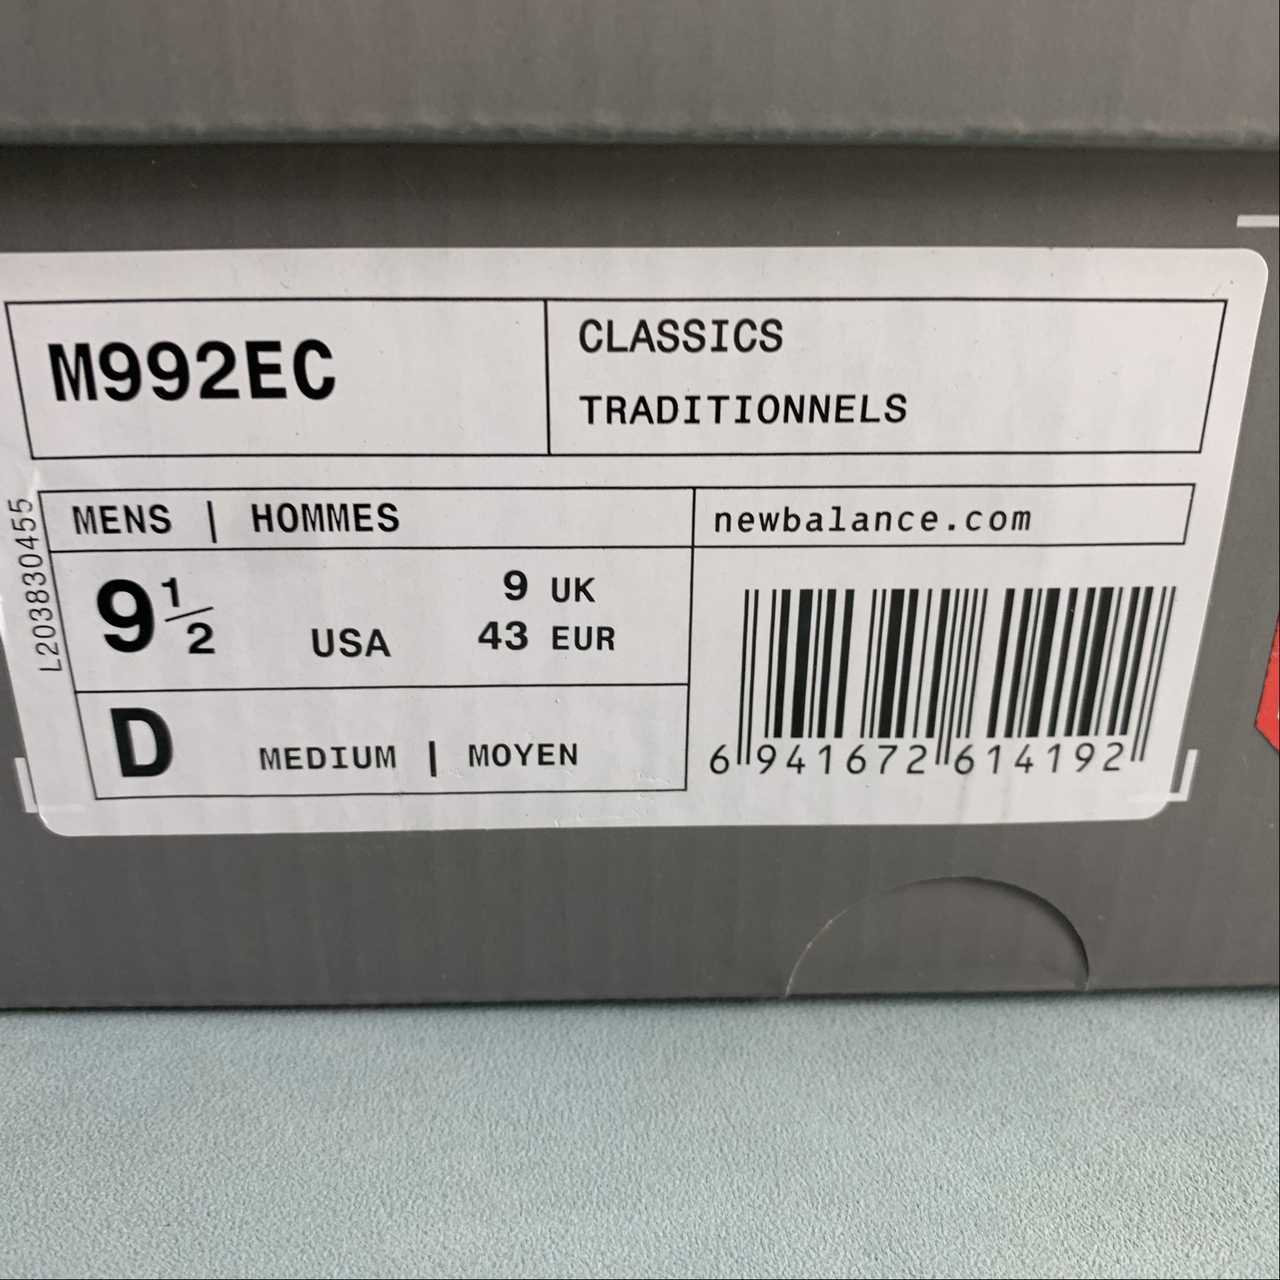 M992EC
CLASSICS
TRADITIONNELS
MENS | HOMMES
newbalance.com
9 1/2 USA
9 UK
43 EUR
D MEDIUM | MOYEN
6 941672 614192
L203830455